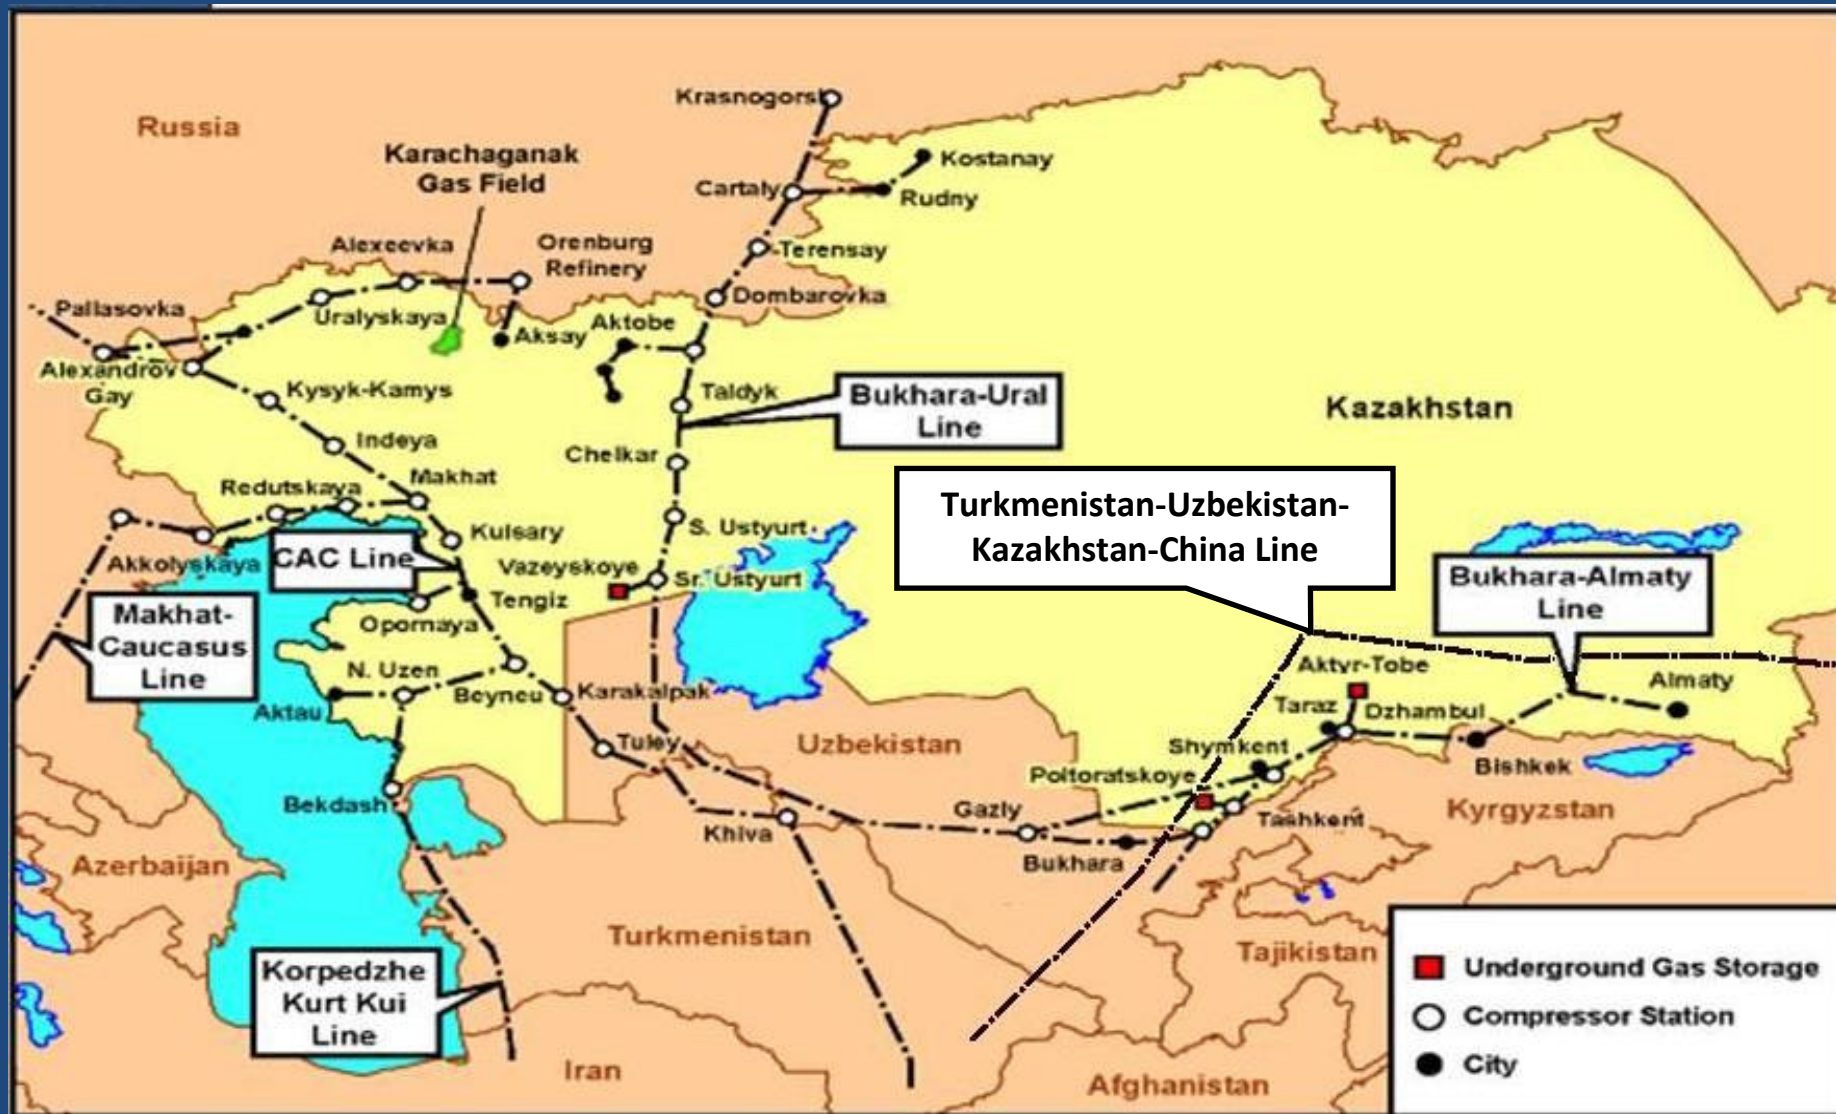 Krasnogorsk
Russia
Karachaganak
Gas Field
Kostanay
Cartaly
Rudny
Alexeevka
Orenburg
Refinery
Terensay
Dombarovka
Pallasovka
Uralyskaya
Aktobe
Aksay
Alexandrov
Gay
Kysyk-Kamys
Taldyk
Bukhara-Ural
Line
Kazakhstan
Indeya
Chelkar
Makhat
Redutskaya
Turkmenistan-Uzbekistan-
Kazakhstan-China Line
Kulsary
S. Ustyurt
Akkolyskaya
CAC Line
Vazeyskoye
Sr. Ustyurt
Bukhara-Almaty
Line
Tengiz
Makhat-
Caucasus
Line
Opornaya
N. Uzen
Beyneu
Karakalpak
Aktyr-Tobe
Almaty
Aktau
Taraz
Dzhambul
Tuley
Uzbekistan
Shymkent
Bishkek
Poltoratskoye
Bekdash
Gazly
Kyrgyzstan
Khiva
Tashkent
Bukhara
Azerbaijan
Turkmenistan
Tajikistan
Korpedzhe
Kurt Kui
Line
Underground Gas Storage
Compressor Station
City
Iran
Afghanistan